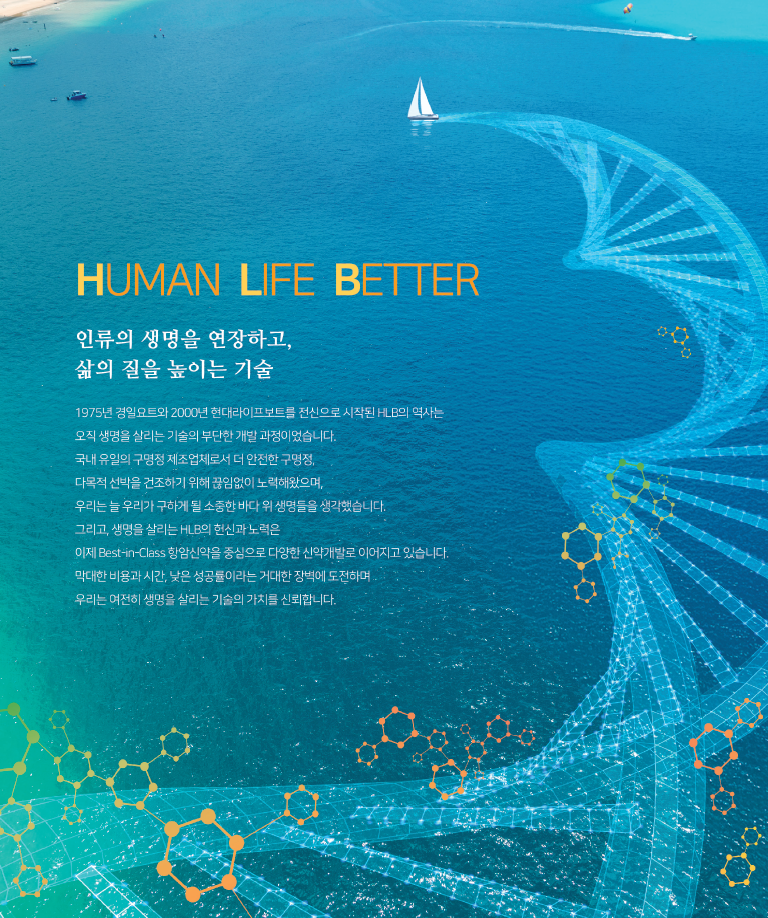 HUMAN LIFE BETTER
인류의 생명을 연장하고,
삶의 질을 높이는 기술
1975년 경일요트와 2000년 현대라이프보트를 전신으로 시작된 HLB의 역사는
오직 생명을 살리는 기술의 부단한 개발 과정이었습니다.
국내 유일의 구명정 제조업체로서 더 안전한 구명정,
다목적 선박을 건조하기 위해 끊임없이 노력해왔으며,
우리는 늘 우리가 구하게 될 소중한 바다 위 생명들을 생각했습니다.
그리고, 생명을 살리는 HLB의 헌신과 노력은
이제 Best-in-Class 항암신약을 중심으로 다양한 신약개발로 이어지고 있습니다.
막대한 비용과 시간, 낮은 성공률이라는 거대한 장벽에 도전하며
우리는 여전히 생명을 살리는 기술의 가치를 신뢰합니다.